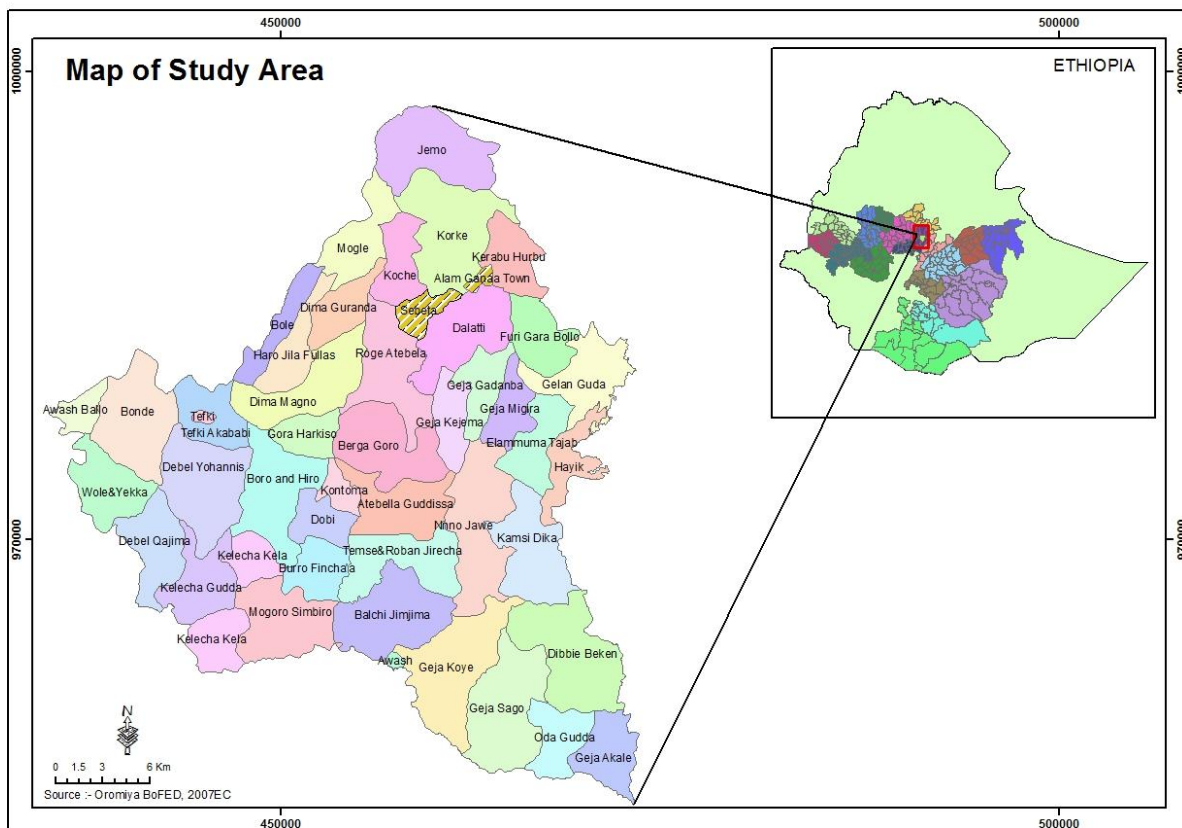 450000
500000
1000000
1000000
Map of Study Area
ETHIOPIA
Jemo
Korke
Mogle
Kerabu Hurbu
Koche
Alam Ganaa Town
Dima Guranda
Sebeta
Bole
Dalatti
Furi Gara Bollo
Haro Jila Fullas
Roge Atebela
Geja Gadanba
Gelan Guda
Dima Magno
Geja Migira
Awash Ballo
Bonde
Tefki
Geja Kejema
Tefki Akababi
Gora Harkiso
Berga Goro
Elammuma Tajab
Debel Yohannis
Hayik
Boro and Hiro
Wole&Yekka
Kontoma
Atebella Guddissa
Dobi
Nnno Jawe
Kamsi Dika
970000
970000
Debel Qajima
Kelecha Kela
Temse&Roban Jirecha
Burro Finchaa
Kelecha Gudda
Mogoro Simbiro
Balchi Jimjima
Kelecha Kela
Dibbie Beken
Awash
Geja Koye
Geja Sago
N
Oda Gudda
Geja Akale
0 1.5 3 6 Km
Source :- Oromiya BoFED, 2007EC
450000
500000